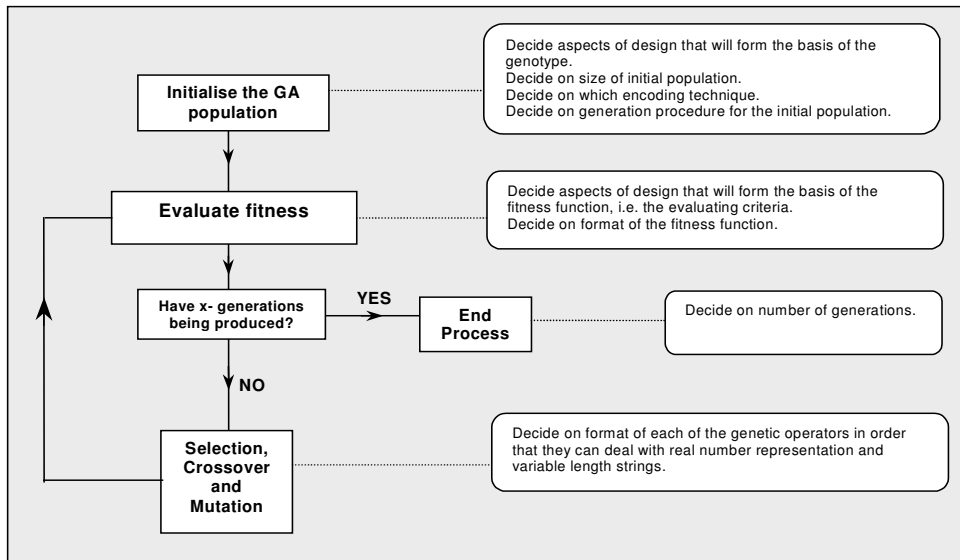 Initialise the GA
population
Decide aspects of design that will form the basis of the
genotype.
Decide on size of initial population.
Decide on which encoding technique.
Decide on generation procedure for the initial population.
Evaluate fitness
Decide aspects of design that will form the basis of the
fitness function, i.e. the evaluating criteria.
Decide on format of the fitness function.
Have x- generations
being produced?
YES
End
Process
Decide on number of generations.
NO
Selection,
Crossover
and
Mutation
Decide on format of each of the genetic operators in order
that they can deal with real number representation and
variable length strings.